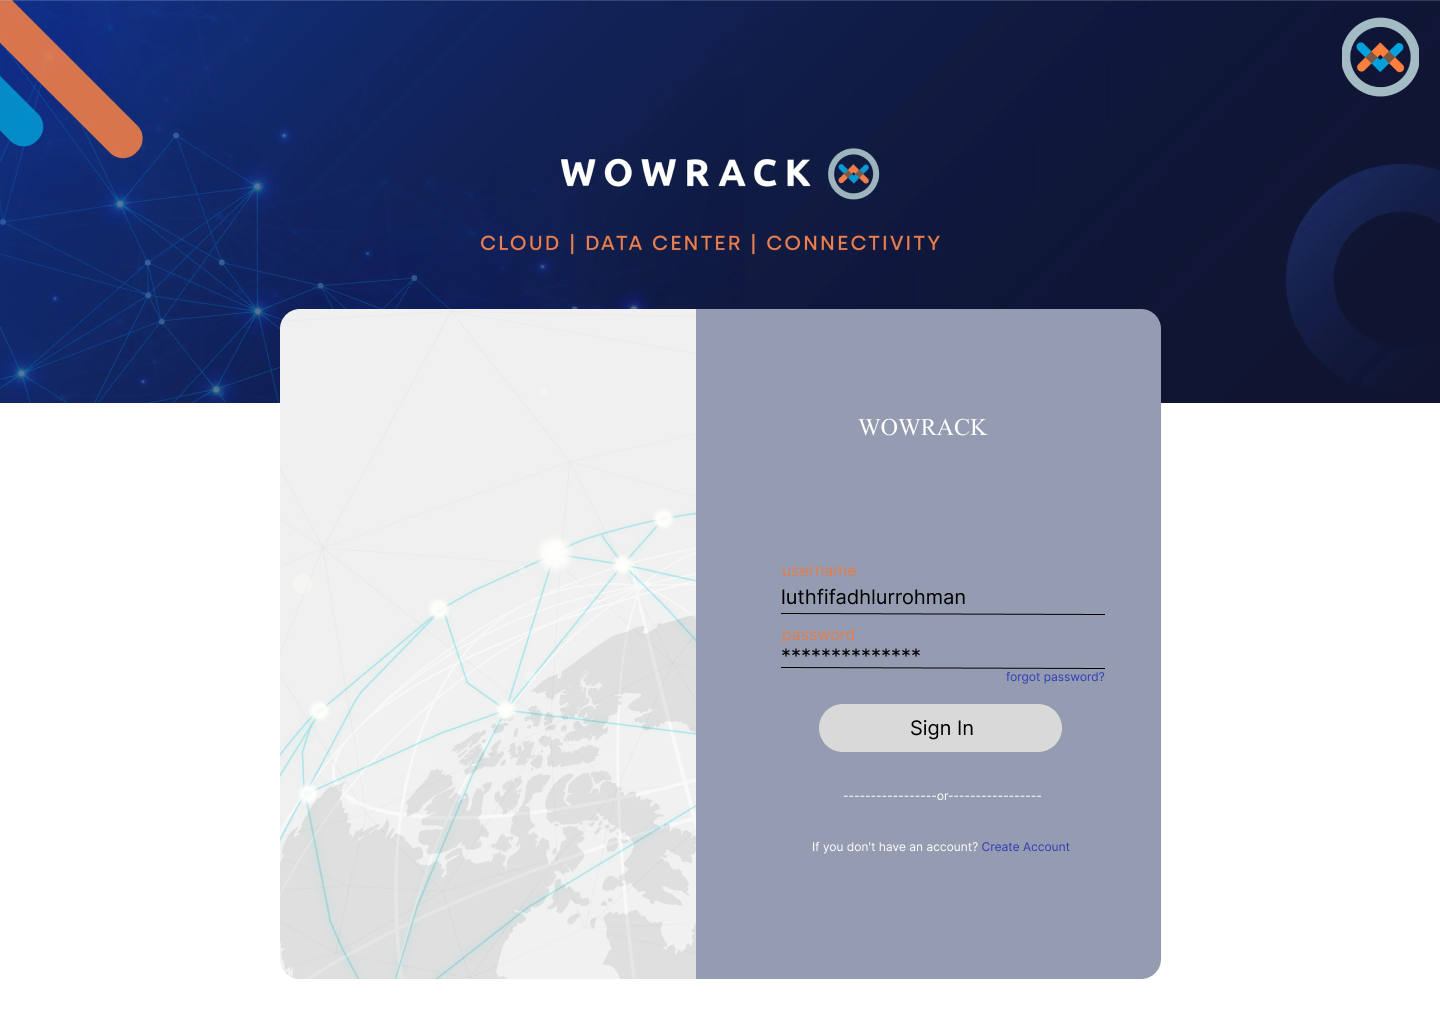 WOWRACK
CLOUD | DATA CENTER | CONNECTIVITY
WOWRACK
username
luthfifadhlurrohman
password
**************
forgot password?
Sign In
-----------------or-----------------
If you don't have an account? Create Account